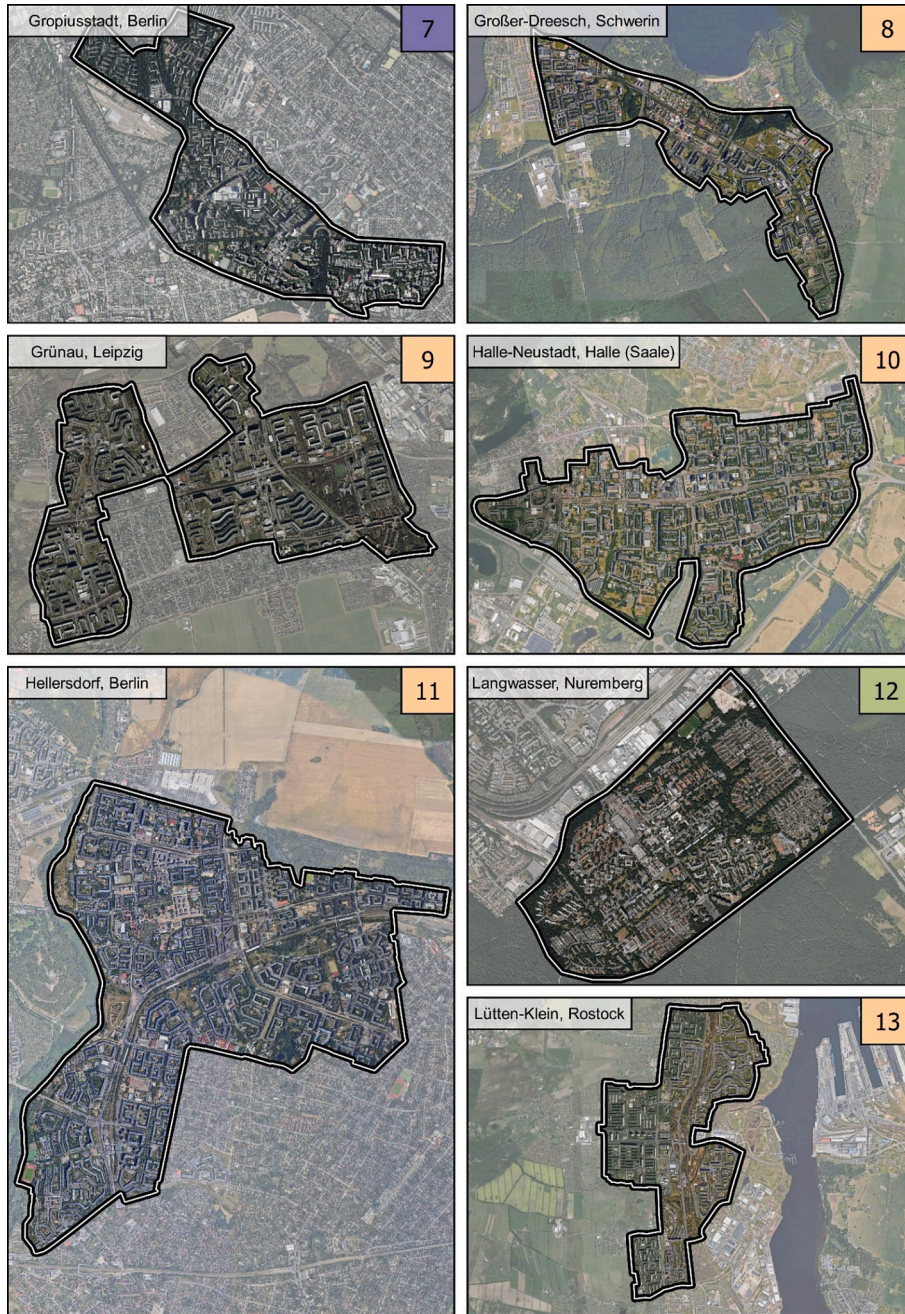 Gropiusstadt, Berlin
7
Großer-Dreesch, Schwerin
8
Grünau, Leipzig
9
Halle-Neustadt, Halle (Saale)
10
Hellersdorf, Berlin
11
Langwasser, Nuremberg
12
Lütten-Klein, Rostock
13